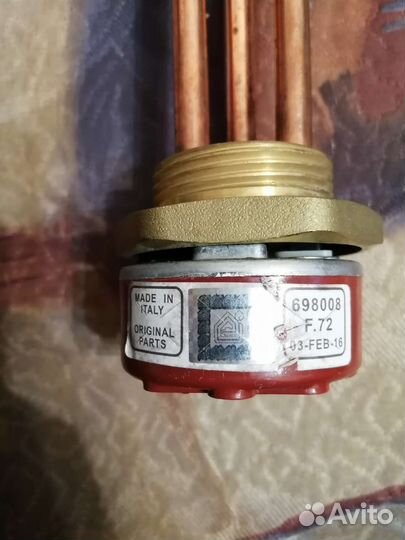 MADE IN
ITALY
ORIGINAL
PARTS
698008
F.72
03-FEB-16
Avito